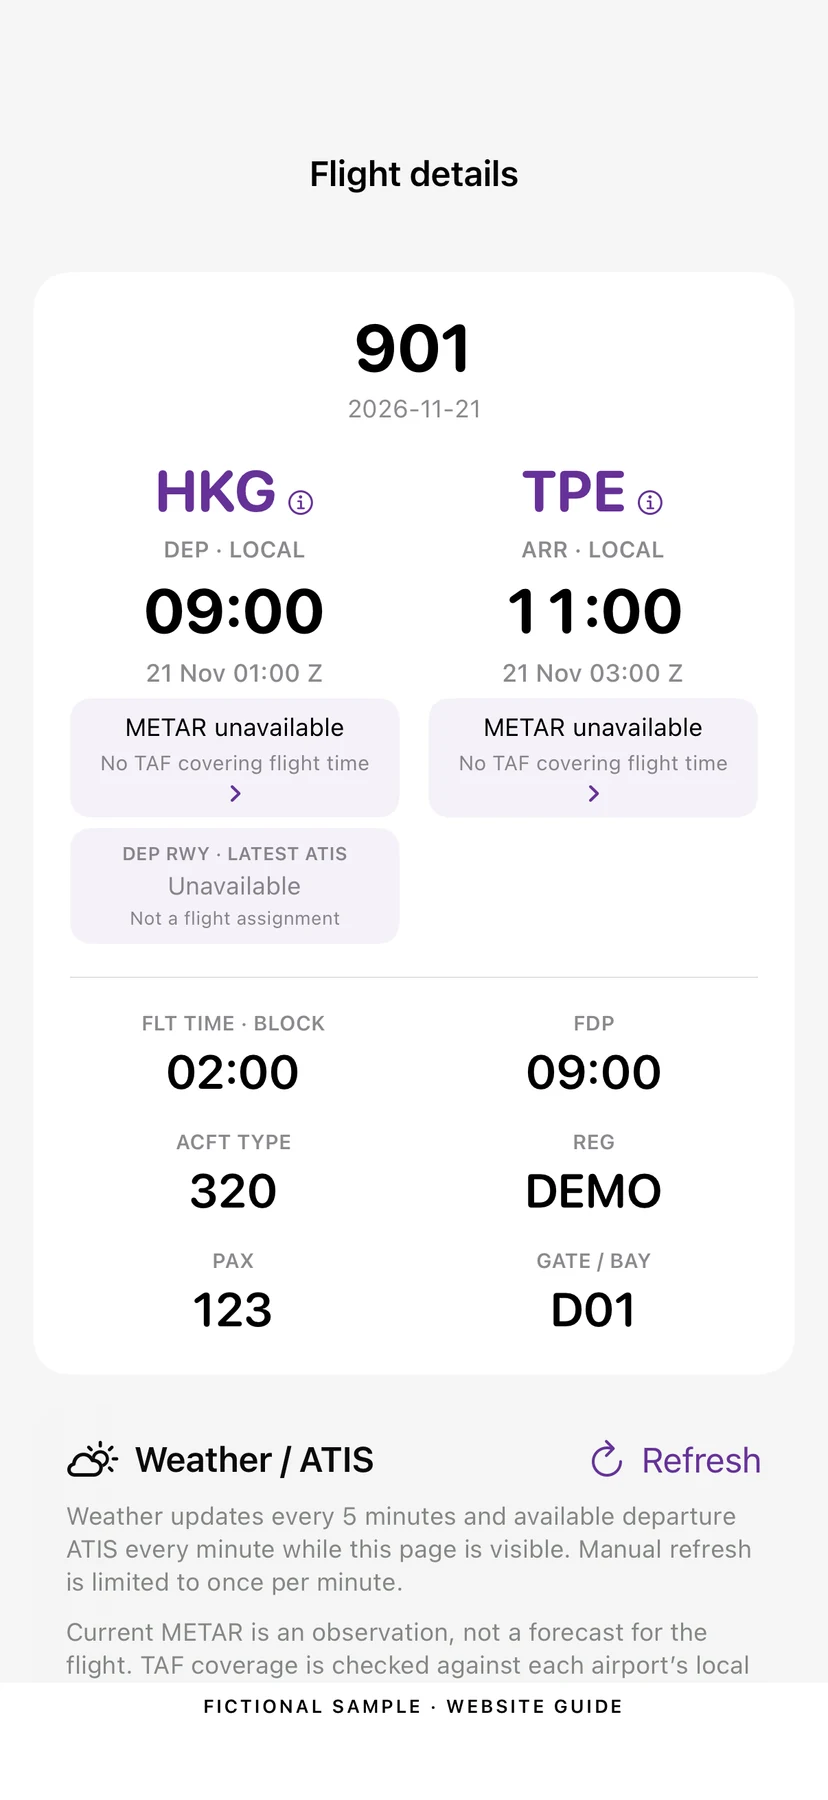 Flight details
901
2026-11-21
HKG
TPE
DEP · LOCAL
ARR · LOCAL
09:00
11:00
21 Nov 01:00 Z
21 Nov 03:00 Z
METAR unavailable
No TAF covering flight time
METAR unavailable
No TAF covering flight time
DEP RWY · LATEST ATIS
Unavailable
Not a flight assignment
FLT TIME · BLOCK
FDP
02:00
09:00
ACFT TYPE
REG
320
DEMO
PAX
GATE / BAY
123
D01
Weather / ATIS
Refresh
Weather updates every 5 minutes and available departure
ATIS every minute while this page is visible. Manual refresh
is limited to once per minute.
Current METAR is an observation, not a forecast for the
flight. TAF coverage is checked against each airport’s local
FICTIONAL SAMPLE · WEBSITE GUIDE